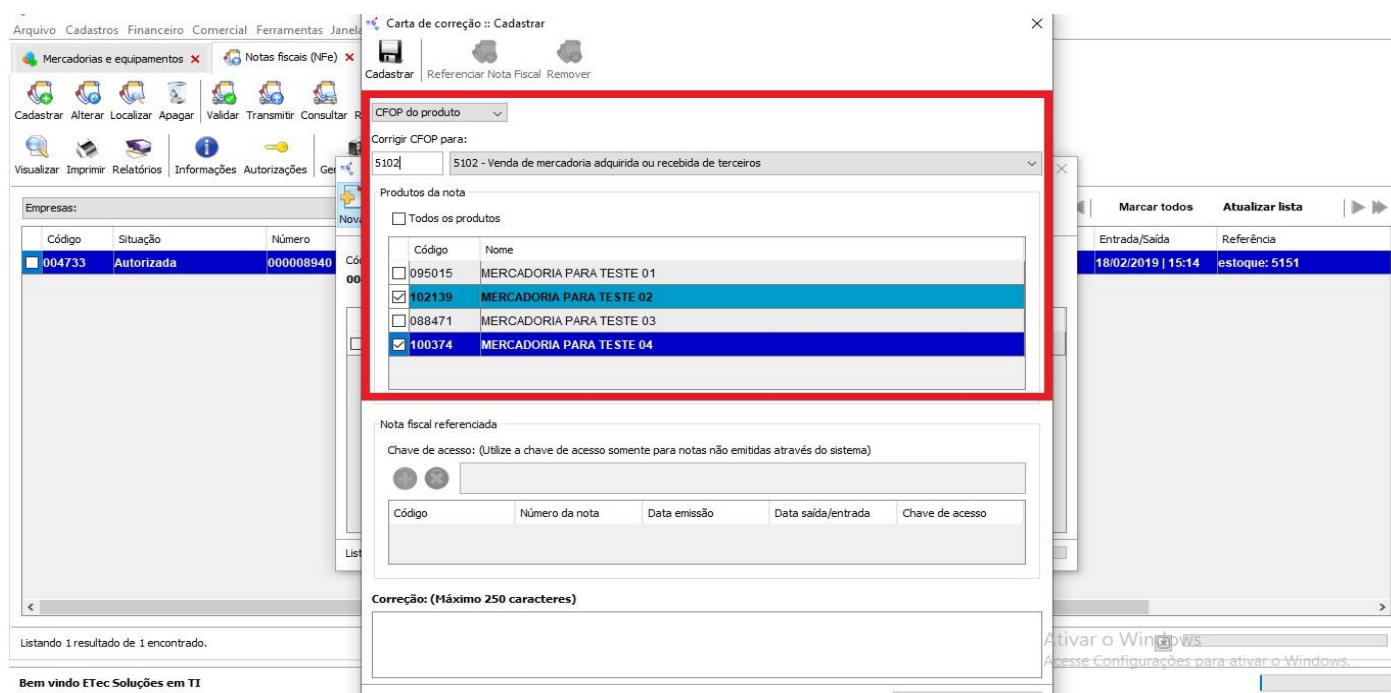 Carta de correção :: Cadastrar
Arquivo Cadastros Financeiro Comercial Ferramentas
Mercadorias e equipamentos Notas fiscais (NFe)
Cadastrar Referenciar Nota Fiscal Remover
Cadastrar Alterar Localizar Apagar Validar Transmitir Consultar
CFOP do produto
Corrigir CFOP para:
5102 5102 - Venda de mercadoria adquirida ou recebida de terceiros
Visualizar Imprimir Relatórios Informações Autorizações
Produtos da nota
Empresas:
Todos os produtos
Marcar todos Atualizar lista
Código Situação Número
Código Nome
Entrada/Saída Referência
004733 Autorizada 000008940
18/02/2019 | 15:14 estoque: 5151
095015 MERCADORIA PARA TESTE 01
102139 MERCADORIA PARA TESTE 02
088471 MERCADORIA PARA TESTE 03
100374 MERCADORIA PARA TESTE 04
Nota fiscal referenciada
Chave de acesso: (Utilize a chave de acesso somente para notas não emitidas através do sistema)
Código Número da nota Data emissão Data saída/entrada Chave de acesso
Correção: (Máximo 250 caracteres)
Listando 1 resultado de 1 encontrado.
Ativar o Windows
Acesse Configurações para ativar o Windows.
Bem vindo ETec Soluções em TI